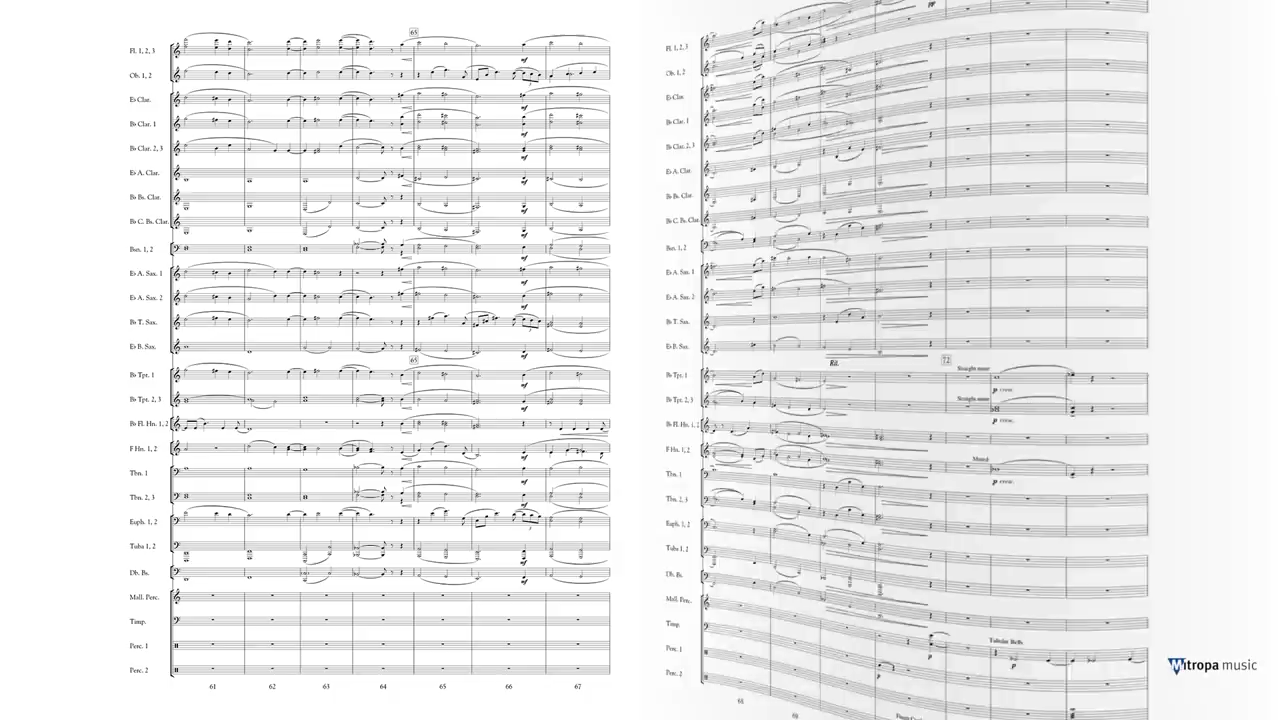 65
Fl. 1, 2, 3
Ob. 1, 2
E♭ Clar.
B♭ Clar. 1
B♭ Clar. 2, 3
mf
E♭ A. Clar.
B♭ Bs. Clar.
B♭ C. Bs. Clar.
Bsn. 1, 2
E♭ A. Sax. 1
E♭ A. Sax. 2
B♭ T. Sax.
E♭ B. Sax.
65
B♭ Tpt. 1
B♭ Tpt. 2, 3
B♭ Fl. Hn. 1, 2
F Hn. 1, 2
Tbn. 1
Tbn. 2, 3
Euph. 1, 2
Tuba 1, 2
Db. Bs.
Mall. Perc.
Timp.
Perc. 1
Perc. 2
61 62 63 64 65 66 67
pp
Fl. 1, 2, 3
Ob. 1, 2
E♭ Clar.
B♭ Clar. 1
B♭ Clar. 2, 3
E♭ A. Clar.
B♭ Bs. Clar.
B♭ C. Bs. Clar.
Bsn. 1, 2
E♭ A. Sax. 1
E♭ A. Sax. 2
B♭ T. Sax.
E♭ B. Sax.
Rit.
72
Straight mute
B♭ Tpt. 1
p cresc.
Straight mute
B♭ Tpt. 2, 3
p cresc.
B♭ Fl. Hn. 1, 2
F Hn. 1, 2
Muted
Tbn. 1
p cresc.
Tbn. 2, 3
Euph. 1, 2
Tuba 1, 2
Db. Bs.
Mall. Perc.
Timp.
Tubular Bells
Perc. 1
p
p
Perc. 2
p
68
69
Mitropa music